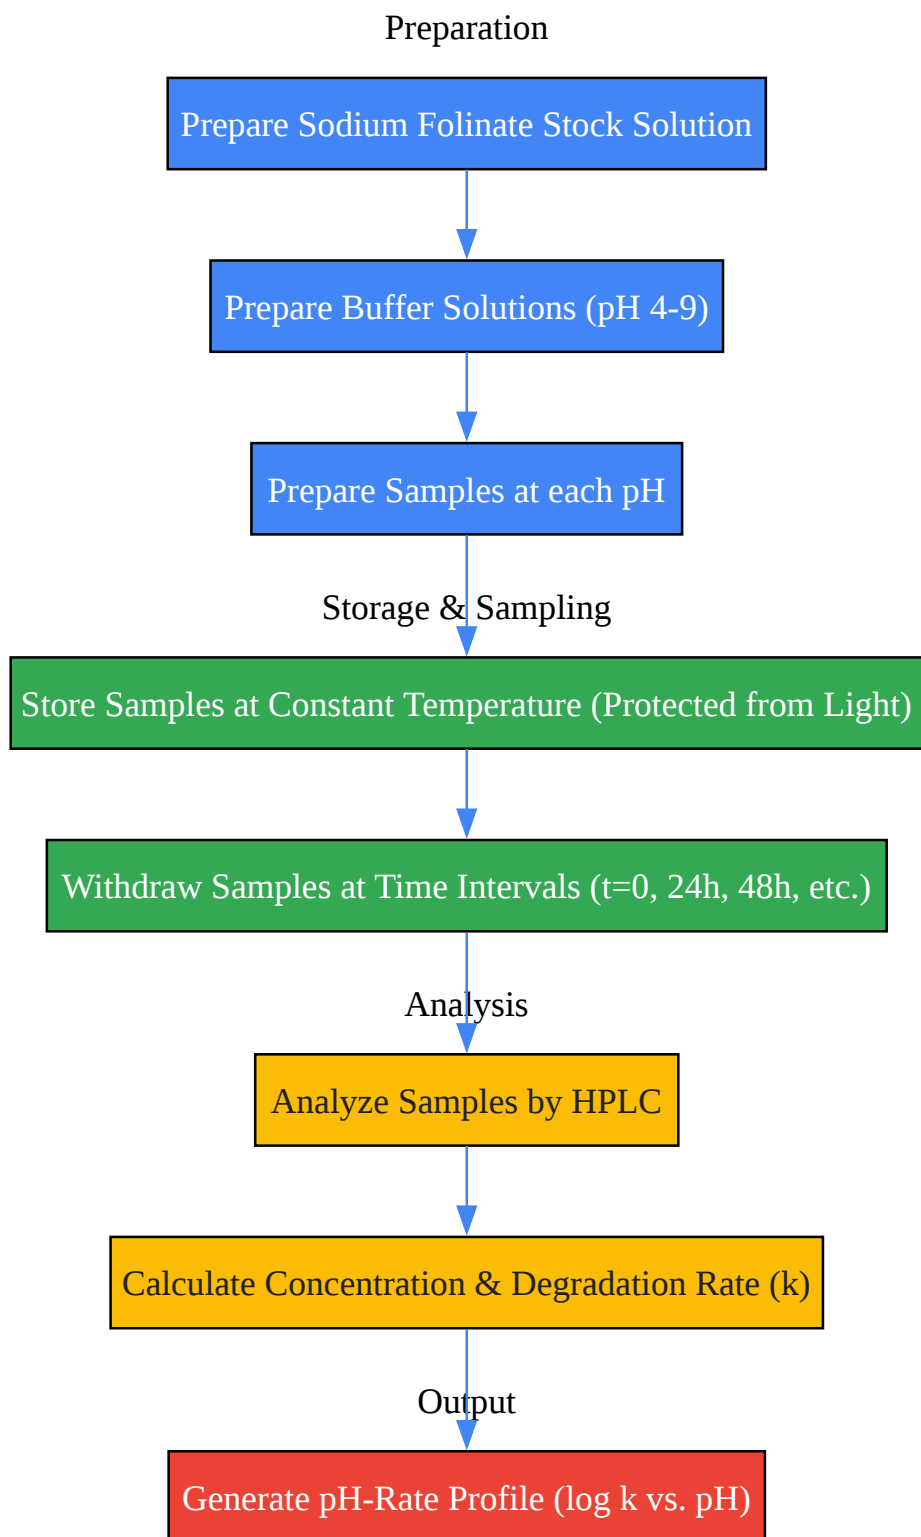 Preparation
Prepare Sodium Folinate Stock Solution
Prepare Buffer Solutions (pH 4-9)
Prepare Samples at each pH
Storage & Sampling
Store Samples at Constant Temperature (Protected from Light)
Withdraw Samples at Time Intervals (t=0, 24h, 48h, etc.)
Analysis
Analyze Samples by HPLC
Calculate Concentration & Degradation Rate (k)
Output
Generate pH-Rate Profile (log k vs. pH)